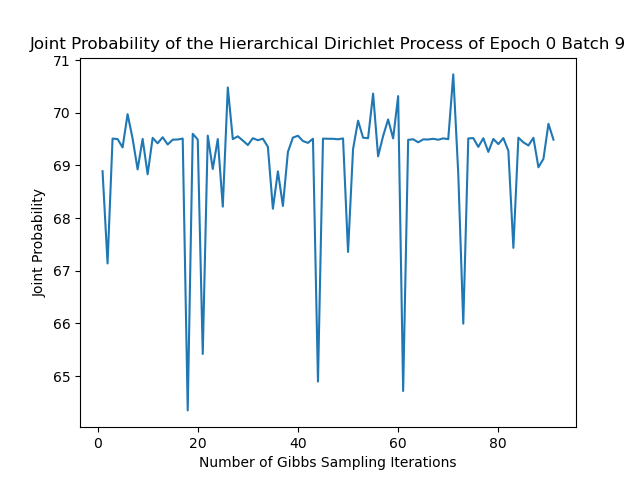 Joint Probability of the Hierarchical Dirichlet Process of Epoch 0 Batch 9
71
70
69
68
67
66
65
Joint Probability
0 20 40 60 80
Number of Gibbs Sampling Iterations